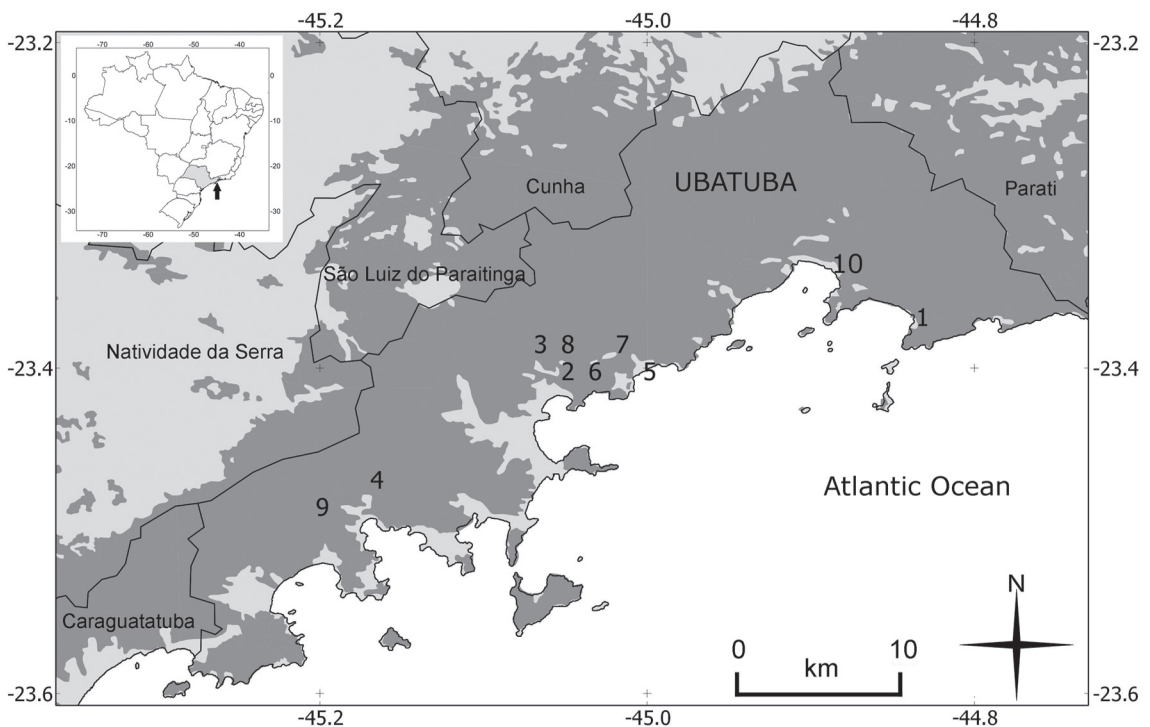 -45.2 -45.0 -44.8
-23.2 -23.2
-70 -60 -50 -40
0 0
-10 -10
-20 -20
-30 -30
-70 -60 -50 -40
Cunha UBATUBA Parati
São Luiz do Paraitinga
10
1
Natividade da Serra
3 8 7
2 6 5
-23.4 -23.4
4
9
Atlantic Ocean
N
Caraguatatuba
0 10
km
-23.6 -23.6
-45.2 -45.0 -44.8